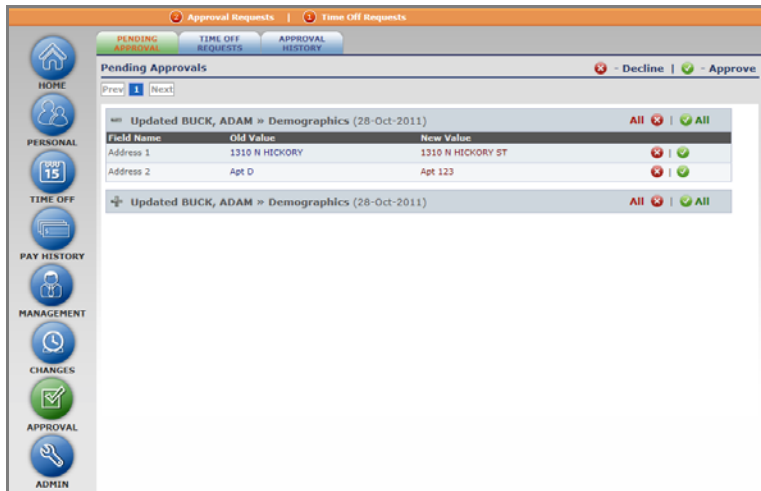 2 Approval Requests | 1 Time Off Requests
PENDING APPROVAL
TIME OFF REQUESTS
APPROVAL HISTORY
Pending Approvals
- Decline | - Approve
Prev 1 Next
Updated BUCK, ADAM » Demographics (28-Oct-2011) All | All
Field Name Old Value New Value
Address 1 1310 N HICKORY 1310 N HICKORY ST |
Address 2 Apt D Apt 123 |
Updated BUCK, ADAM » Demographics (28-Oct-2011) All | All
HOME
PERSONAL
15
TIME OFF
PAY HISTORY
MANAGEMENT
CHANGES
APPROVAL
ADMIN